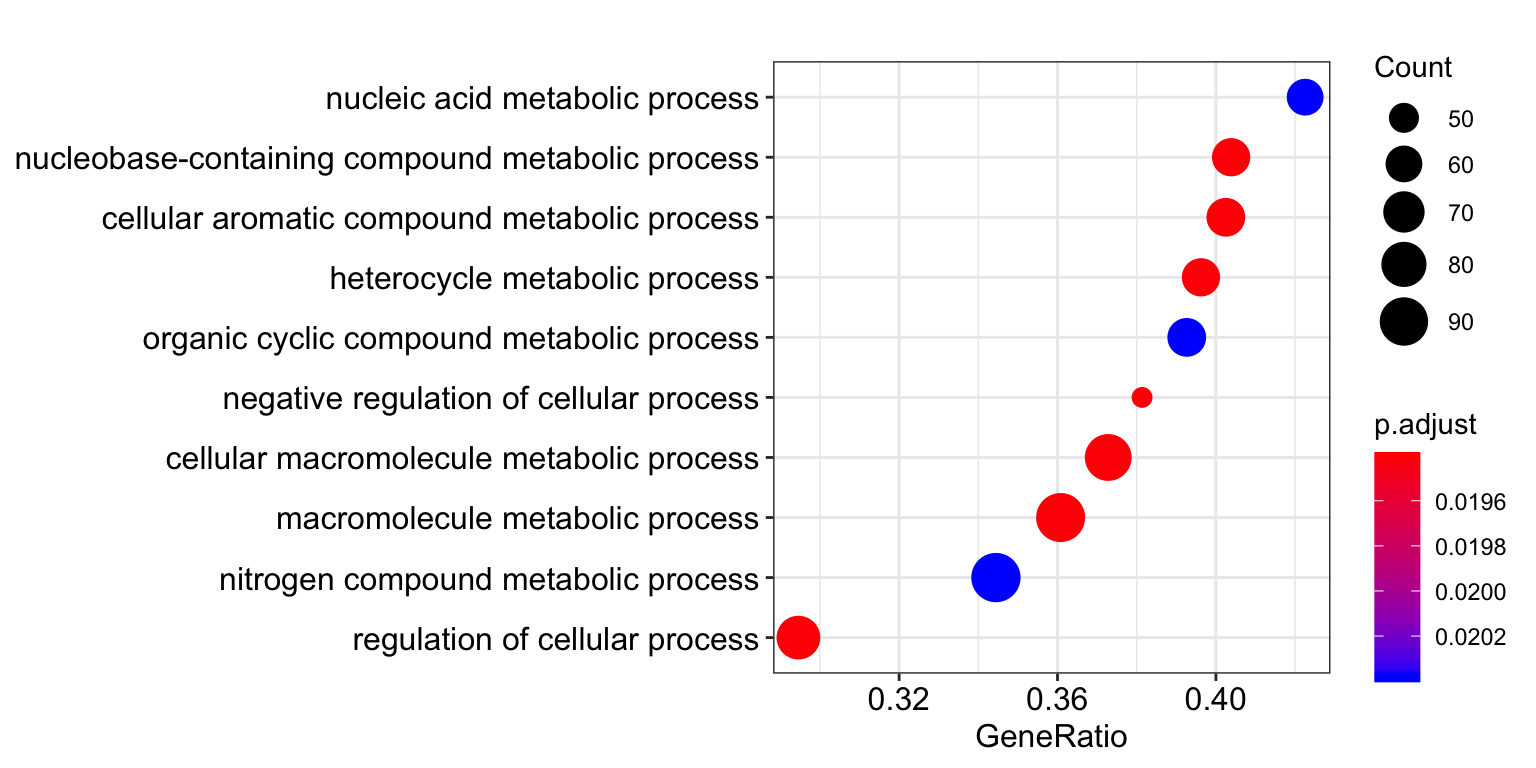 nucleic acid metabolic process
nucleobase-containing compound metabolic process
cellular aromatic compound metabolic process
heterocycle metabolic process
organic cyclic compound metabolic process
negative regulation of cellular process
cellular macromolecule metabolic process
macromolecule metabolic process
nitrogen compound metabolic process
regulation of cellular process
0.32 0.36 0.40
GeneRatio
Count
50
60
70
80
90
p.adjust
0.0196
0.0198
0.0200
0.0202